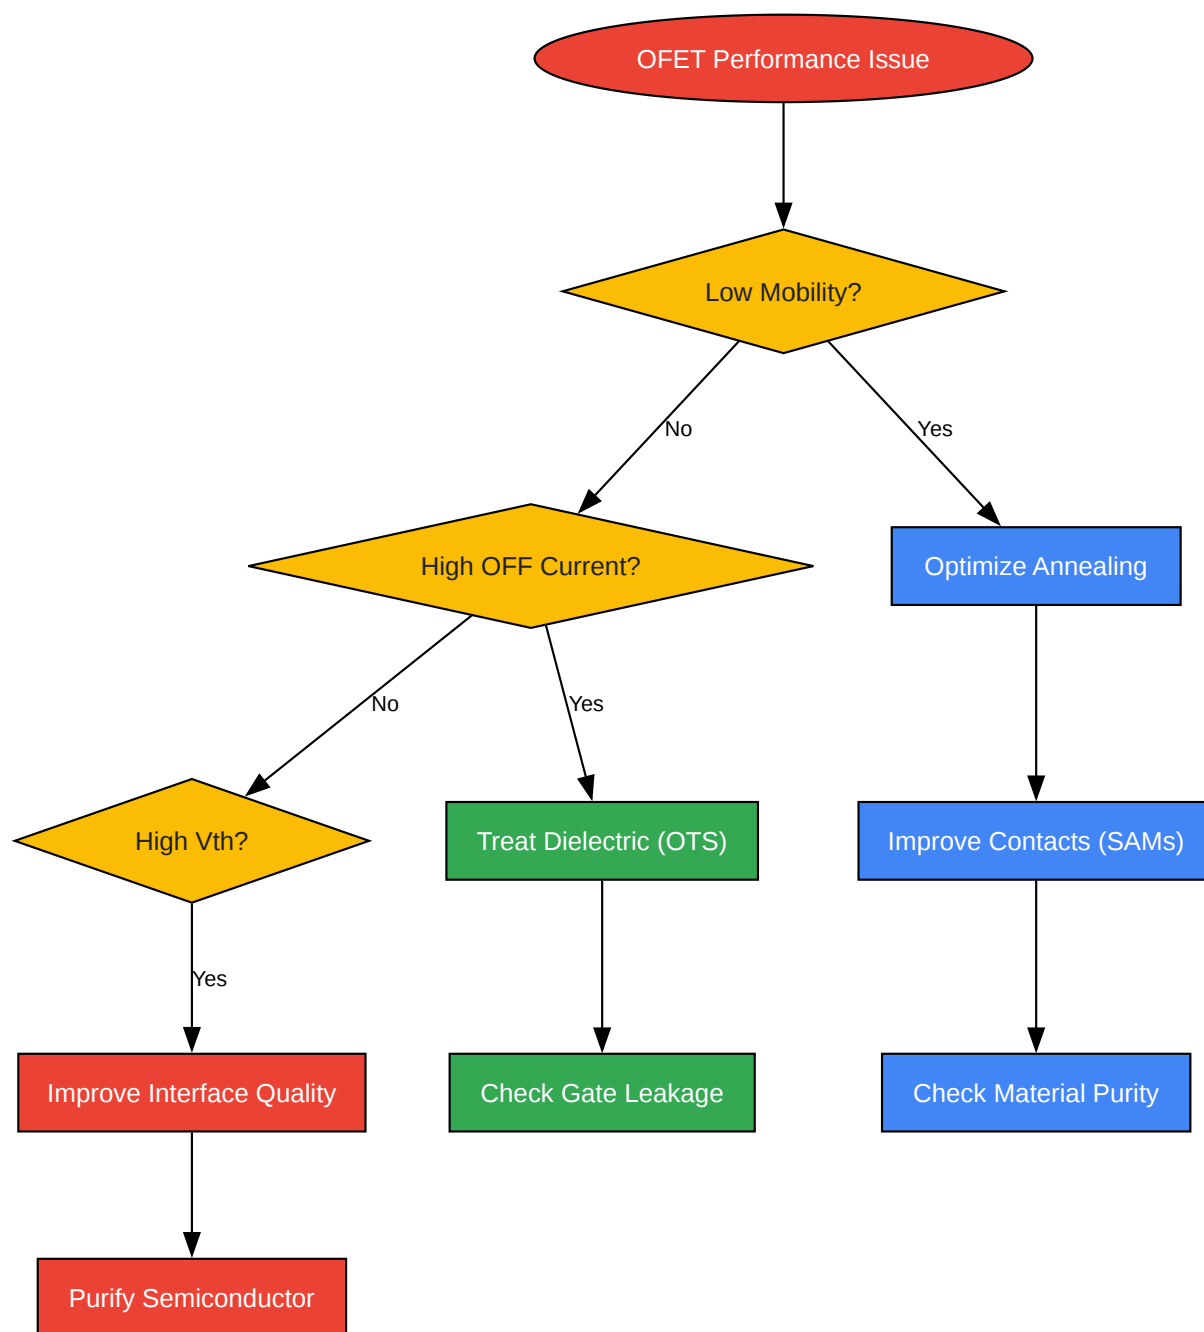 OFET Performance Issue
Low Mobility?
No
Yes
High OFF Current?
Optimize Annealing
No
Yes
High Vth?
Treat Dielectric (OTS)
Improve Contacts (SAMs)
Yes
Improve Interface Quality
Check Gate Leakage
Check Material Purity
Purify Semiconductor